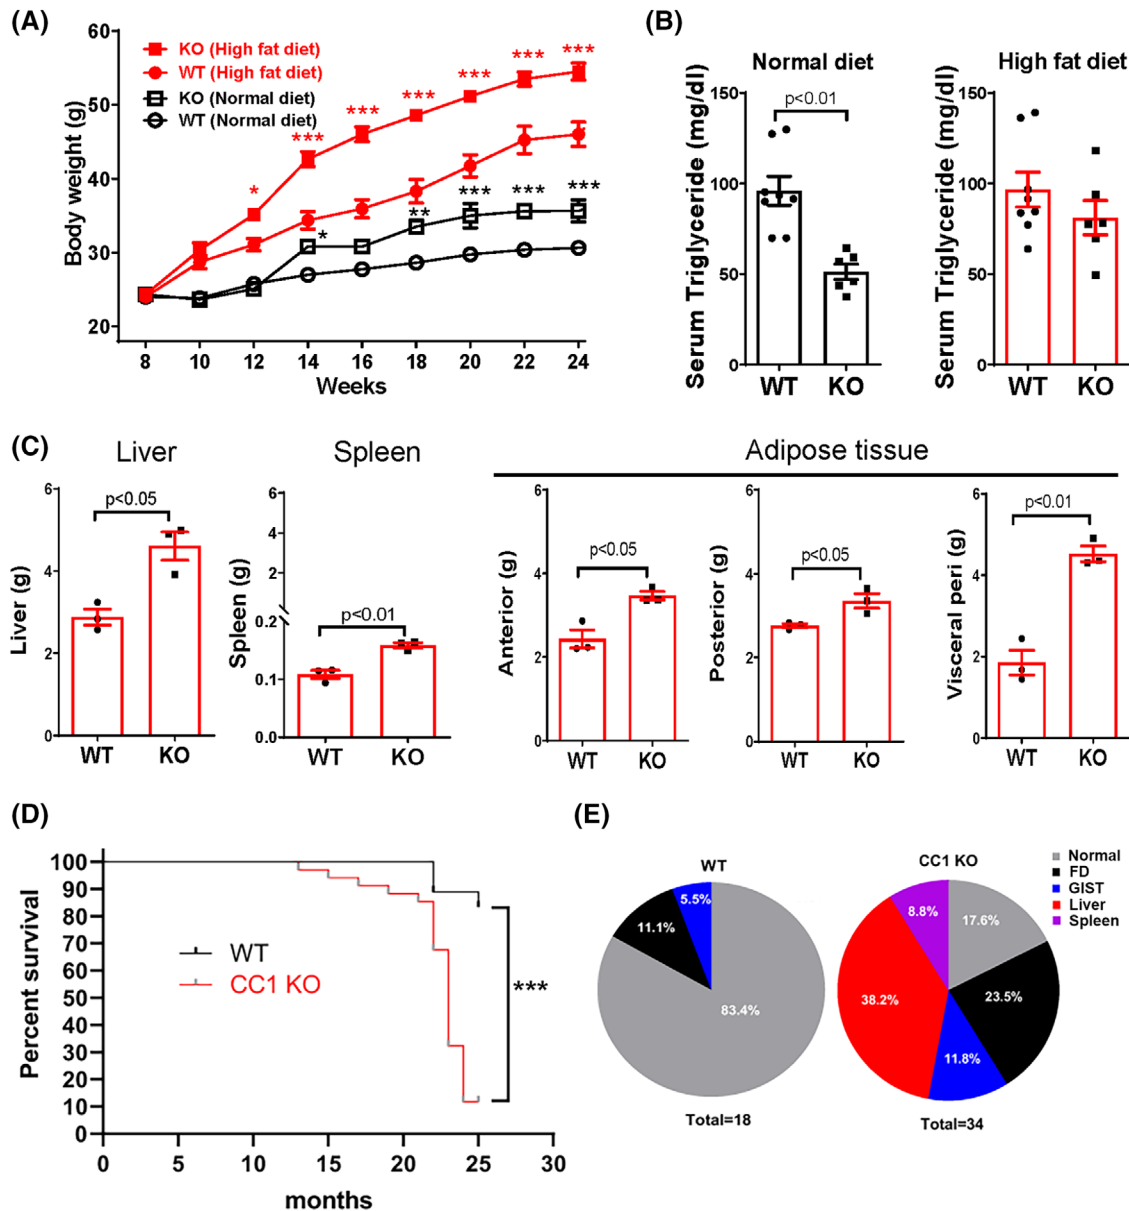 (A)
60
50
40
30
20
Body weight (g)
KO (High fat diet)
WT (High fat diet)
KO (Normal diet)
WT (Normal diet)
*
***
***
***
***
***
***
*
**
***
***
***
8 10 12 14 16 18 20 22 24
Weeks
(B)
Normal diet
High fat diet
Serum Triglyceride (mg/dl)
150
100
50
0
p<0.01
WT KO
Serum Triglyceride (mg/dl)
150
100
50
0
WT KO
(C)
Liver
Spleen
Adipose tissue
Liver (g)
6
4
2
0
p<0.05
WT KO
Spleen (g)
6
4
2
0
0.2
0.1
0.0
p<0.01
WT KO
Anterior (g)
6
4
2
0
p<0.05
WT KO
Posterior (g)
6
4
2
0
p<0.05
WT KO
Visceral peri (g)
6
4
2
0
p<0.01
WT KO
(D)
Percent survival
100
90
80
70
60
50
40
30
20
10
0
WT
CC1 KO
***
0 5 10 15 20 25 30
months
(E)
WT
5.5%
11.1%
83.4%
Total=18
CC1 KO
8.8%
17.6%
38.2%
23.5%
11.8%
Total=34
Normal
FD
GIST
Liver
Spleen